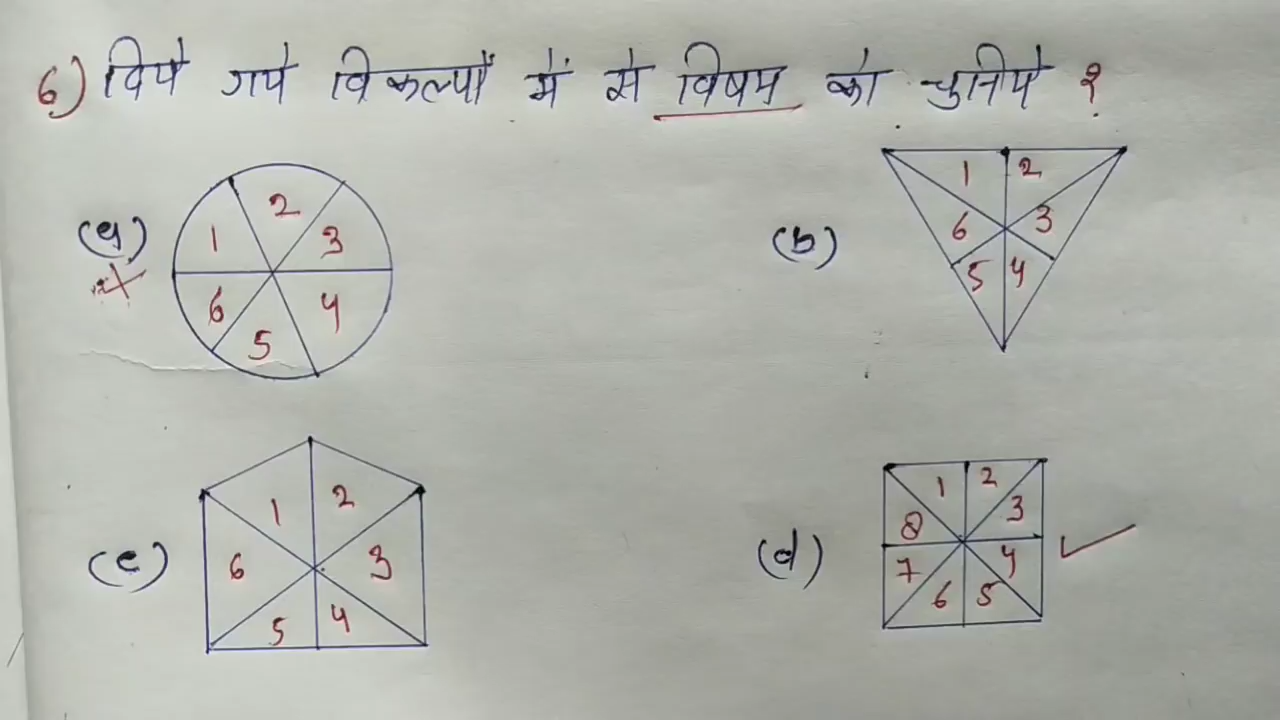 6) दिये गये विकल्पों में से विषम को चुनिये ?
(a) 1 2 3 4 5 6
(b) 1 2 3 4 5 6
(c) 1 2 3 4 5 6
(d) 1 2 3 4 5 6 7 8